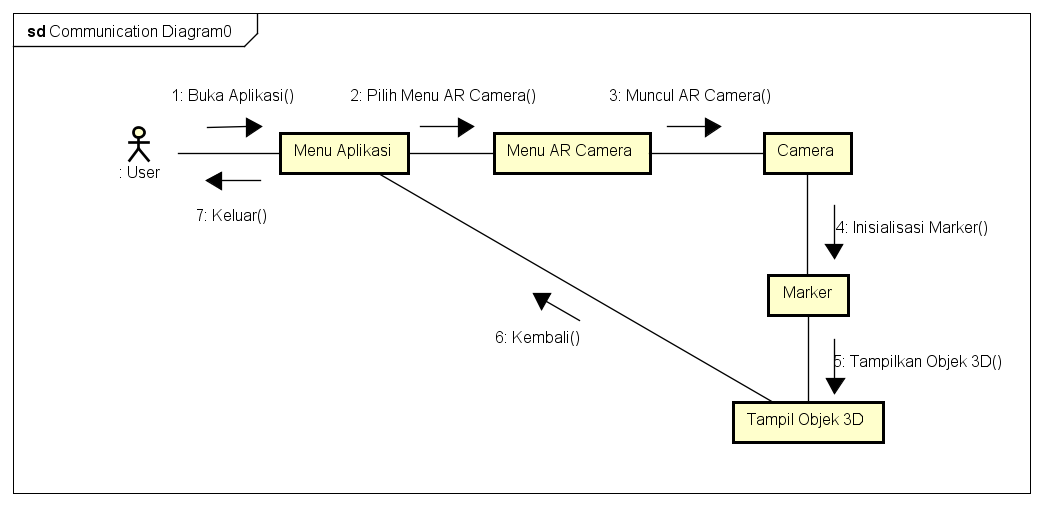 sd Communication Diagram0
1: Buka Aplikasi()
2: Pilih Menu AR Camera()
3: Muncul AR Camera()
Menu Aplikasi
Menu AR Camera
Camera
: User
7: Keluar()
4: Inisialisasi Marker()
Marker
6: Kembali()
5: Tampilkan Objek 3D()
Tampil Objek 3D